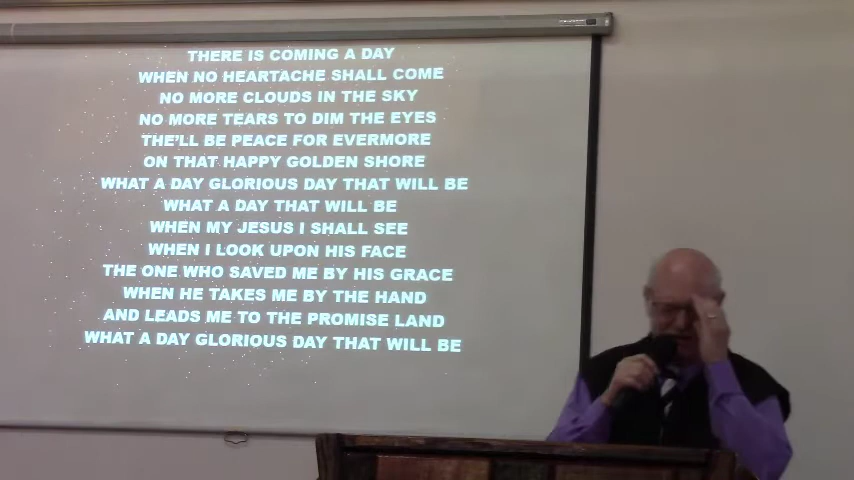 THERE IS COMING A DAY
WHEN NO HEARTACHE SHALL COME
NO MORE CLOUDS IN THE SKY
NO MORE TEARS TO DIM THE EYES
THE'LL BE PEACE FOR EVERMORE
ON THAT HAPPY GOLDEN SHORE
WHAT A DAY GLORIOUS DAY THAT WILL BE
WHAT A DAY THAT WILL BE
WHEN MY JESUS I SHALL SEE
WHEN I LOOK UPON HIS FACE
THE ONE WHO SAVED ME BY HIS GRACE
WHEN HE TAKES ME BY THE HAND
AND LEADS ME TO THE PROMISE LAND
WHAT A DAY GLORIOUS DAY THAT WILL BE